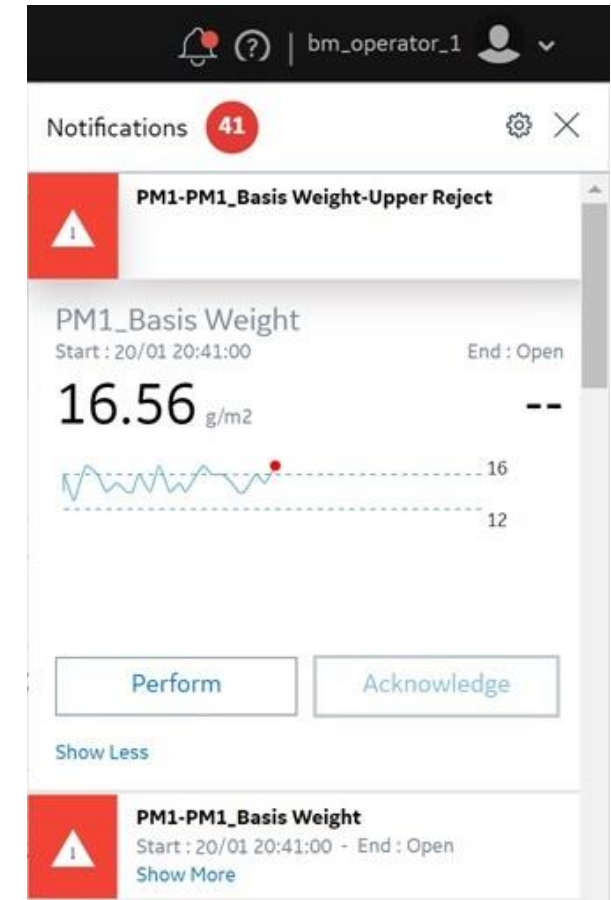 bm_operator_1
Notifications 41
PM1-PM1_Basis Weight-Upper Reject
PM1_Basis Weight
Start : 20/01 20:41:00 End : Open
16.56 g/m2 --
16
12
Perform Acknowledge
Show Less
PM1-PM1_Basis Weight
Start : 20/01 20:41:00 - End : Open
Show More